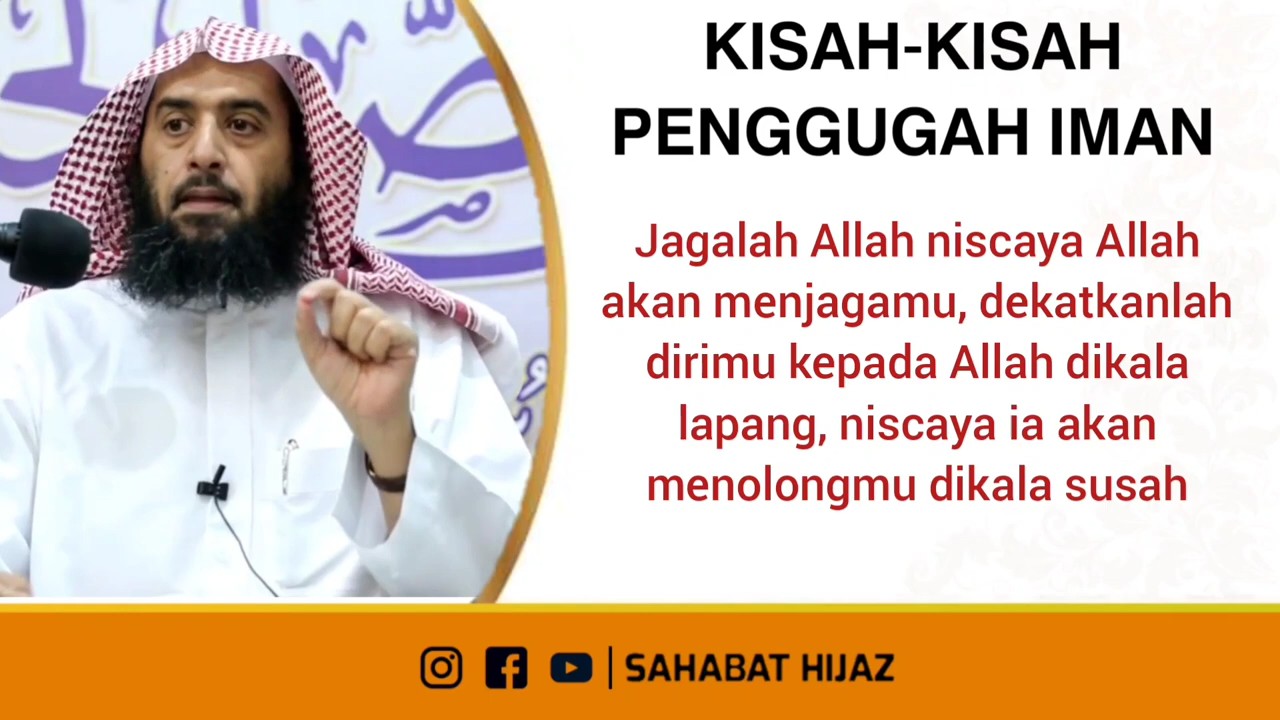 KISAH-KISAH
PENGGUGAH IMAN
Jagalah Allah niscaya Allah
akan menjagamu, dekatkanlah
dirimu kepada Allah dikala
lapang, niscaya ia akan
menolongmu dikala susah
SAHABAT HIJAZ